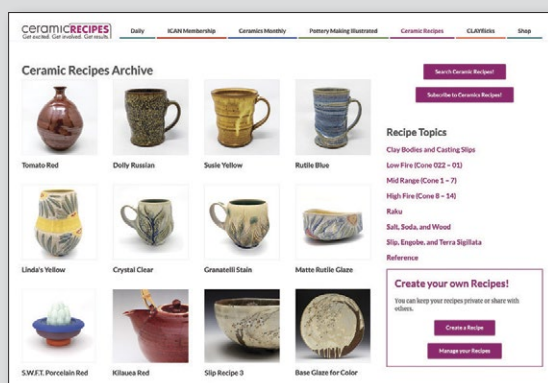 ceramicRECIPES
Get excited. Get involved. Get results.
Daily
ICAN Membership
Ceramics Monthly
Pottery Making Illustrated
Ceramic Recipes
CLAYflicks
Shop
Ceramic Recipes Archive
Tomato Red
Dolly Russian
Susie Yellow
Rutile Blue
Linda's Yellow
Crystal Clear
Granatelli Stain
Matte Rutile Glaze
S.W.F.T. Porcelain Red
Kilauea Red
Slip Recipe 3
Base Glaze for Color
Search Ceramic Recipes!
Subscribe to Ceramics Recipes!
Recipe Topics
Clay Bodies and Casting Slips
Low Fire (Cone 022 – 01)
Mid Range (Cone 1 – 7)
High Fire (Cone 8 – 14)
Raku
Salt, Soda, and Wood
Slip, Engobe, and Terra Sigillata
Reference
Create your own Recipes!
You can keep your recipes private or share with
others.
Create a Recipe
Manage your Recipes